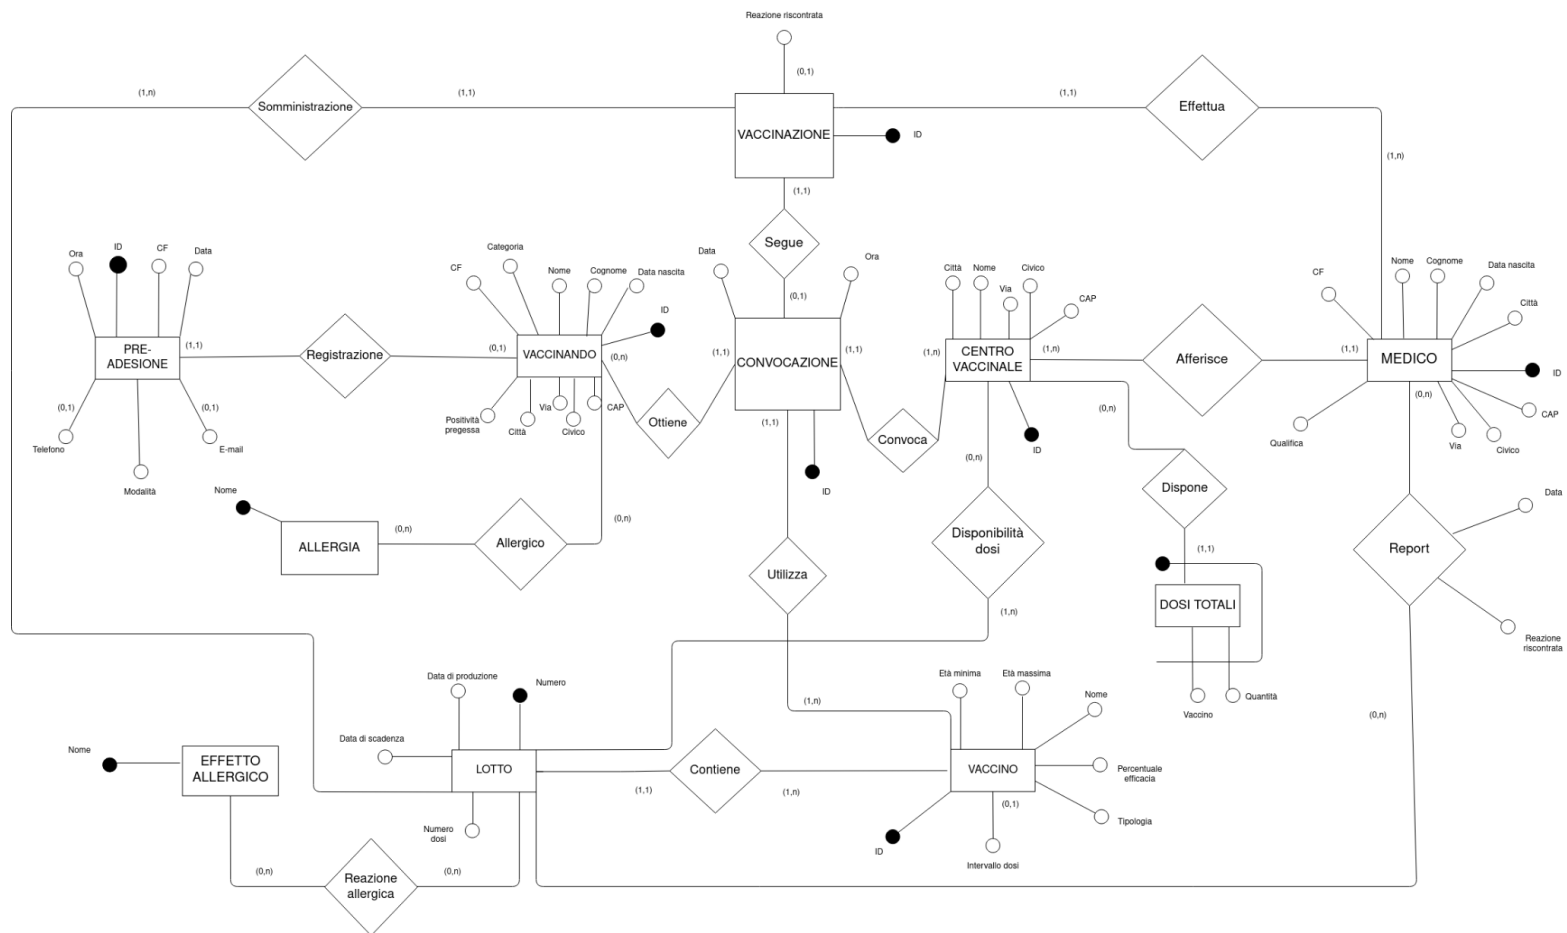 Reazione riscontrata
(0,1)
(1,n)
Somministrazione
(1,1)
VACCINAZIONE
ID
(1,1)
Effettua
(1,n)
(1,1)
Segue
(0,1)
Ora
ID
CF
Data
PRE-
ADESIONE
(1,1)
(0,1)
(0,1)
Telefono
E-mail
Modalità
Registrazione
(0,1)
CF
Categoria
Nome
Cognome
Data nascita
ID
VACCINANDO
(0,n)
Positività
pregessa
Città
Via
Civico
CAP
Ottiene
(1,1)
Data
Ora
CONVOCAZIONE
(1,1)
(1,1)
ID
Convoca
(1,n)
Città
Nome
Via
Civico
CAP
CENTRO
VACCINALE
(1,n)
ID
(0,n)
(0,n)
Afferisce
(1,1)
CF
Nome
Cognome
Data nascita
Città
MEDICO
ID
CAP
(0,n)
Qualifica
Via
Civico
Nome
ALLERGIA
(0,n)
Allergico
(0,n)
Utilizza
Disponibilità
dosi
(1,n)
Dispone
(1,1)
DOSI TOTALI
Vaccino
Quantità
Report
Data
Reazione
riscontrata
(0,n)
(1,n)
Data di produzione
Numero
Data di scadenza
LOTTO
Numero
dosi
(1,1)
Contiene
(1,n)
Età minima
Età massima
Nome
VACCINO
Percentuale
efficacia
Tipologia
(0,1)
ID
Intervallo dosi
Nome
EFFETTO
ALLERGICO
(0,n)
Reazione
allergica
(0,n)